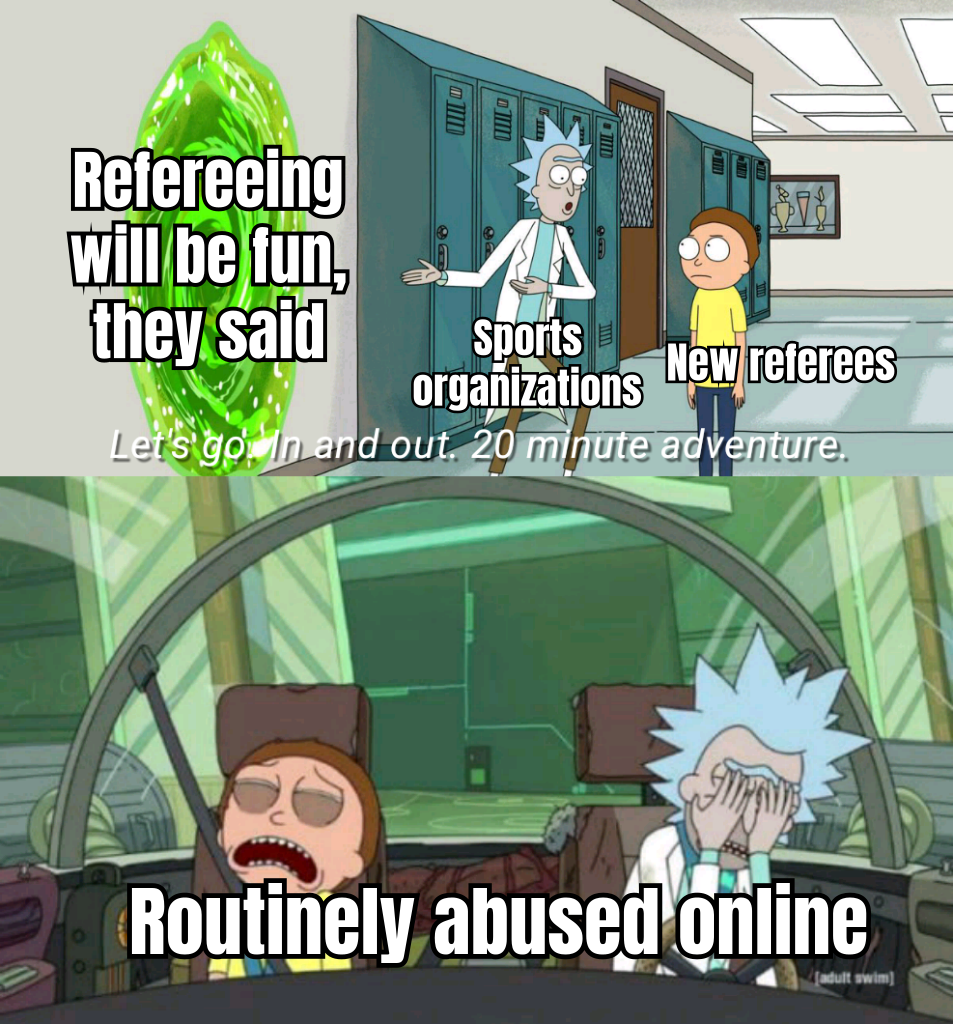 Refereeing
will be fun,
they said
Sports
organizations
New referees
Let's go. In and out. 20 minute adventure.
Routinely abused online
[adult swim]